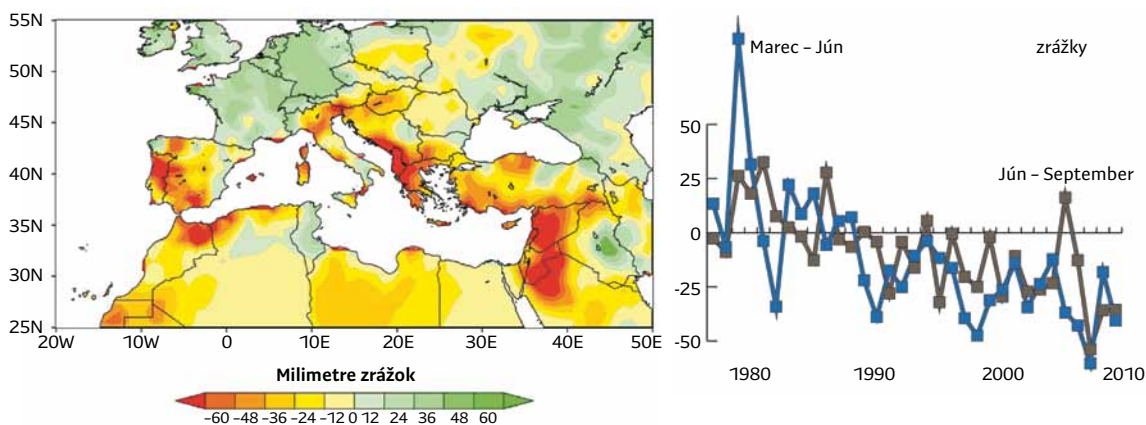 55N
50N
45N
40N
35N
30N
25N
20W 10W 0 10E 20E 30E 40E 50E
Milimetre zrážok
-60 -48 -36 -24 -12 0 12 24 36 48 60
Marec – Jún
zrážky
Jún – September
50
25
0
-25
-50
1980 1990 2000 2010